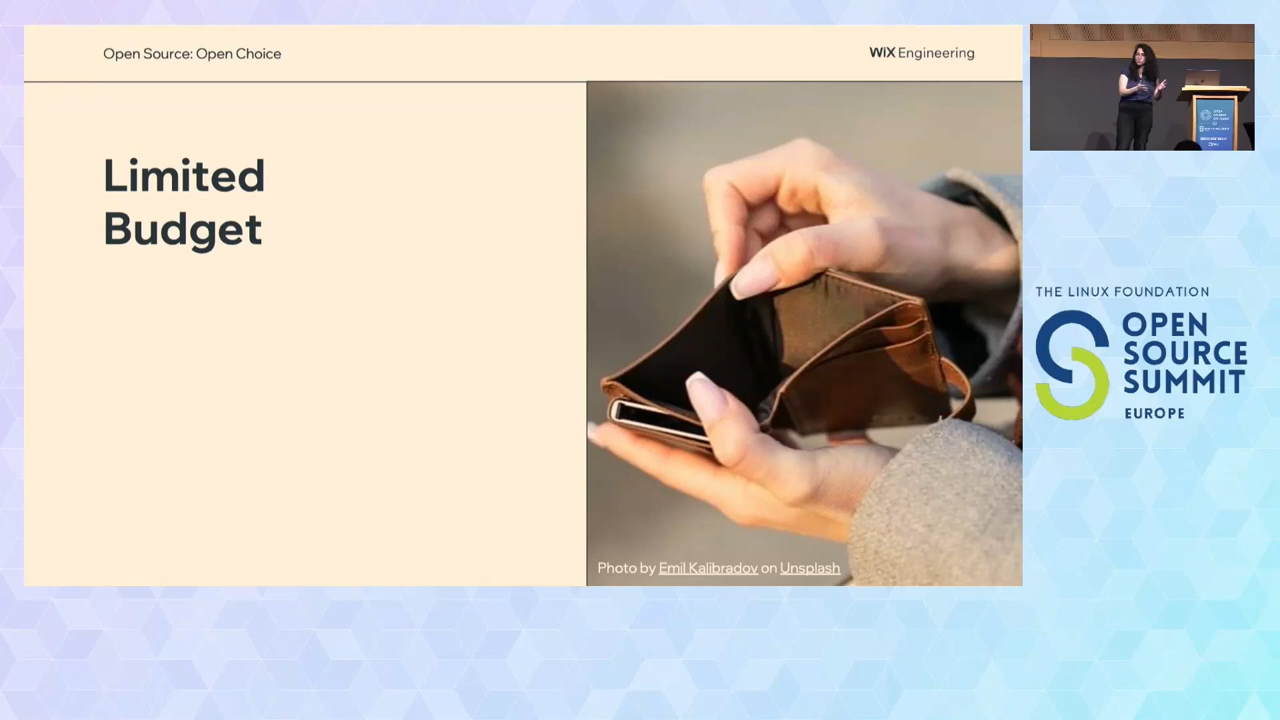 Open Source: Open Choice
WiX Engineering
Limited
Budget
Photo by Emil Kalibradov on Unsplash
THE LINUX FOUNDATION
OPEN
SOURCE
SUMMIT
EUROPE